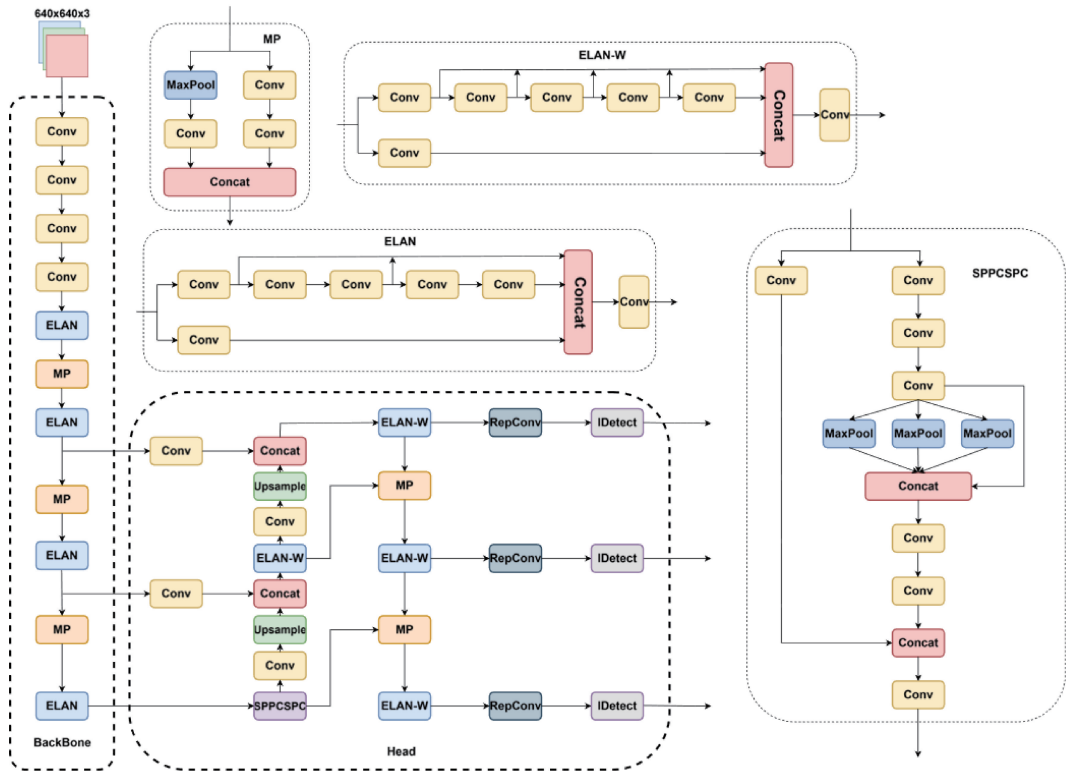 640x640x3
Conv
Conv
Conv
Conv
ELAN
MP
ELAN
MP
ELAN
MP
ELAN
BackBone
MP
MaxPool Conv
Conv Conv
Concat
ELAN-W
Conv Conv Conv Conv Conv
Conv
Concat
Conv
ELAN
Conv Conv Conv Conv Conv
Conv
Concat
Conv
SPPCSPC
Conv Conv
Conv
Conv
MaxPool MaxPool MaxPool
Concat
Conv
Conv
Concat
Conv
ELAN-W RepConv IDetect
Conv Concat
Upsample MP
Conv
ELAN-W ELAN-W RepConv IDetect
Conv Concat
Upsample MP
Conv
SPPCSPC ELAN-W RepConv IDetect
Head